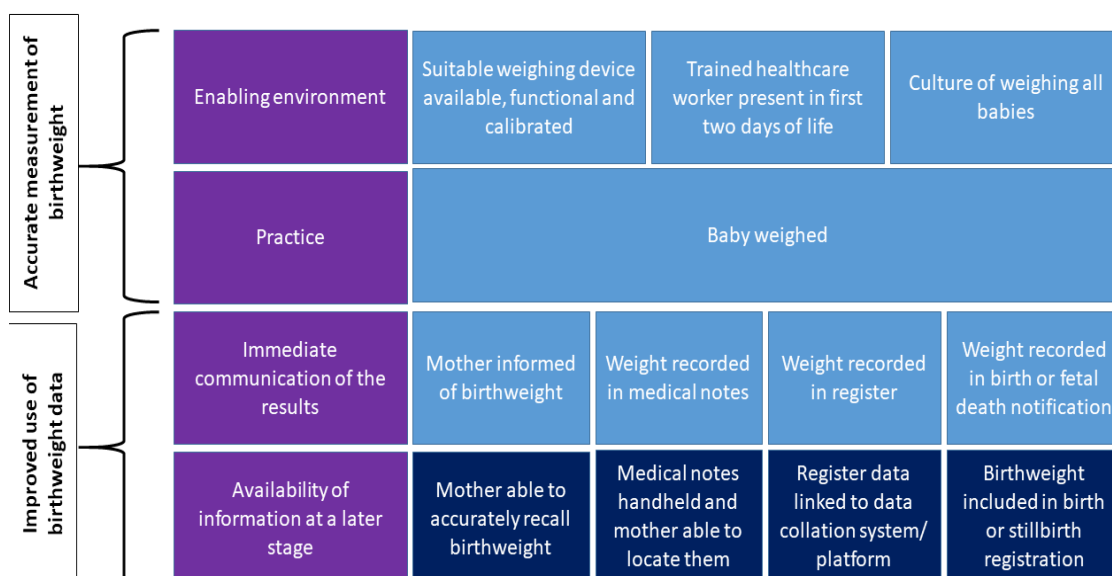 Accurate measurement of
birthweight
Enabling environment
Suitable weighing device
available, functional and
calibrated
Trained healthcare
worker present in first
two days of life
Culture of weighing all
babies
Practice
Baby weighed
Improved use of
birthweight data
Immediate
communication of the
results
Mother informed
of birthweight
Weight recorded
in medical notes
Weight recorded
in register
Weight recorded
in birth or fetal
death notification
Availability of
information at a later
stage
Mother able to
accurately recall
birthweight
Medical notes
handheld and
mother able to
locate them
Register data
linked to data
collation system/
platform
Birthweight
included in birth
or stillbirth
registration